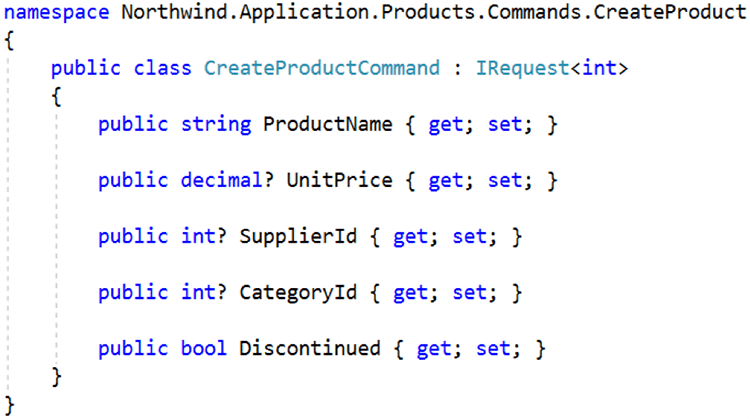 namespace Northwind.Application.Products.Commands.CreateProduct
{
    public class CreateProductCommand : IRequest<int>
    {
        public string ProductName { get; set; }
        public decimal? UnitPrice { get; set; }
        public int? SupplierId { get; set; }
        public int? CategoryId { get; set; }
        public bool Discontinued { get; set; }
    }
}